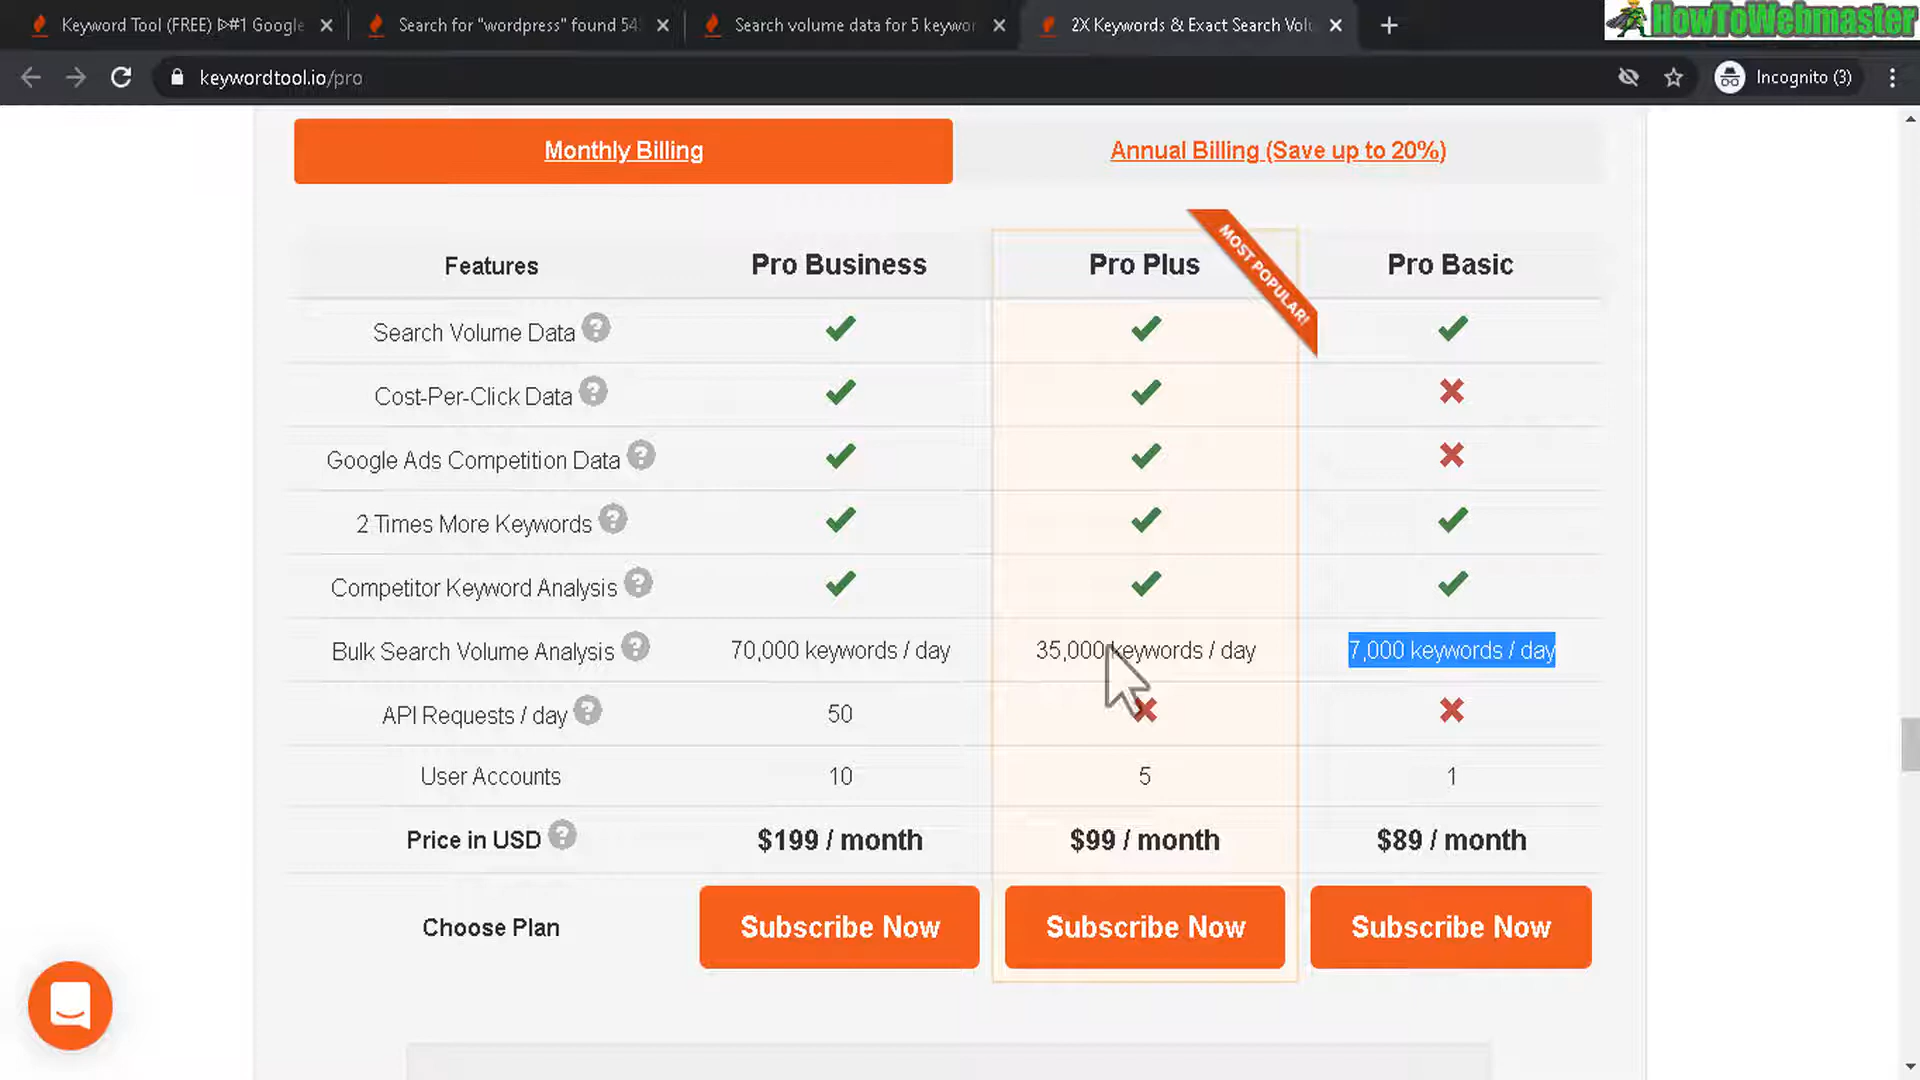 Keyword Tool (FREE) ᐈ#1 Google
Search for "wordpress" found 54
Search volume data for 5 keywor
2X Keywords & Exact Search Volu
HowToWebmaster
keywordtool.io/pro
Incognito (3)
Monthly Billing
Annual Billing (Save up to 20%)
MOST POPULAR!
Features Pro Business Pro Plus Pro Basic
Search Volume Data ?
Cost-Per-Click Data ?
Google Ads Competition Data ?
2 Times More Keywords ?
Competitor Keyword Analysis ?
Bulk Search Volume Analysis ? 70,000 keywords / day 35,000 keywords / day 7,000 keywords / day
API Requests / day ? 50
User Accounts 10 5 1
Price in USD ? $199 / month $99 / month $89 / month
Choose Plan Subscribe Now Subscribe Now Subscribe Now